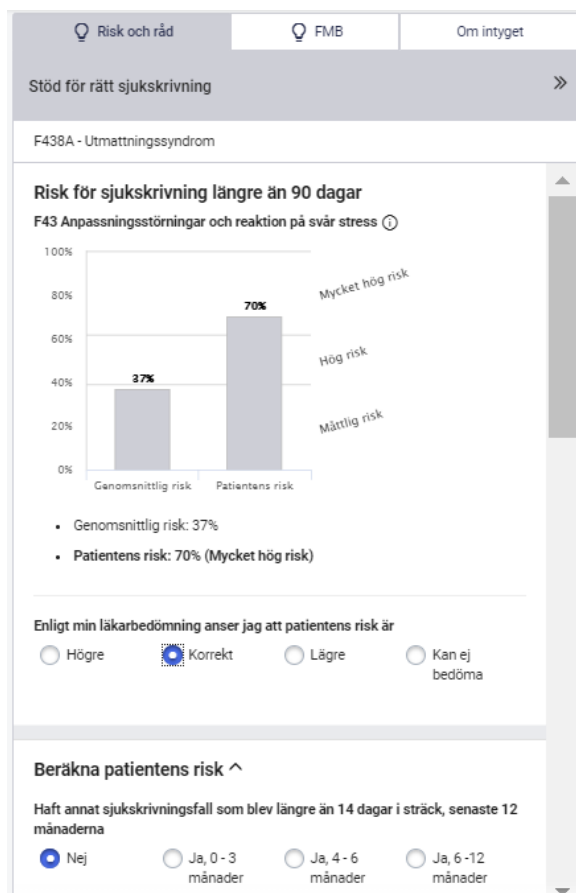 Risk och råd
FMB
Om intyget
Stöd för rätt sjukskrivning
F438A - Utmattningssyndrom
Risk för sjukskrivning längre än 90 dagar
F43 Anpassningsstörningar och reaktion på svår stress
100%
80%
60%
40%
20%
0%
37%
70%
Mycket hög risk
Hög risk
Måttlig risk
Genomsnittlig risk
Patientens risk
• Genomsnittlig risk: 37%
• Patientens risk: 70% (Mycket hög risk)
Enligt min läkarbedömning anser jag att patientens risk är
Högre
Korrekt
Lägre
Kan ej
bedöma
Beräkna patientens risk
Haft annat sjukskrivningsfall som blev längre än 14 dagar i sträck, senaste 12
månaderna
Nej
Ja, 0 - 3
månader
Ja, 4 - 6
månader
Ja, 6 -12
månader